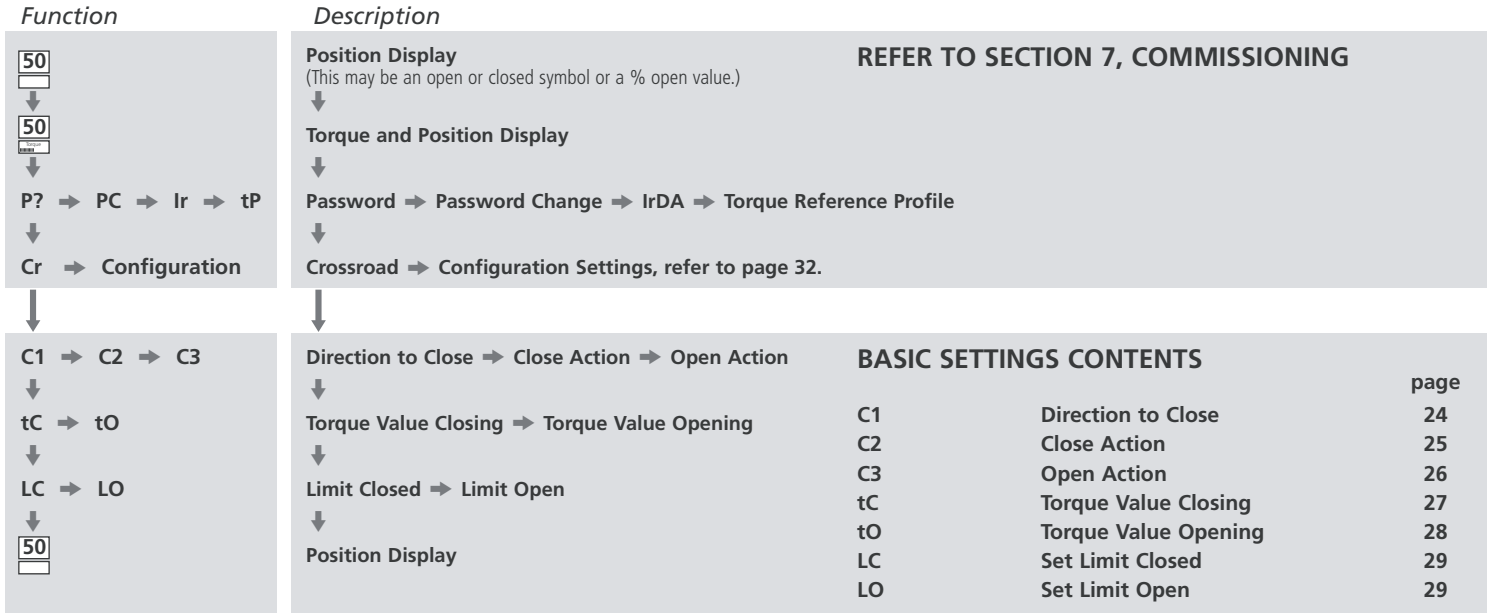 Function Description
50 Position Display REFER TO SECTION 7, COMMISSIONING
(This may be an open or closed symbol or a % open value.)
50 Torque and Position Display
Torque
P? PC Ir tP Password Password Change IrDA Torque Reference Profile
Cr Configuration Crossroad Configuration Settings, refer to page 32.
C1 C2 C3 Direction to Close Close Action Open Action BASIC SETTINGS CONTENTS
page
C1 Direction to Close 24
tC tO Torque Value Closing Torque Value Opening
C2 Close Action 25
C3 Open Action 26
LC LO Limit Closed Limit Open
tC Torque Value Closing 27
tO Torque Value Opening 28
50 Position Display
LC Set Limit Closed 29
LO Set Limit Open 29